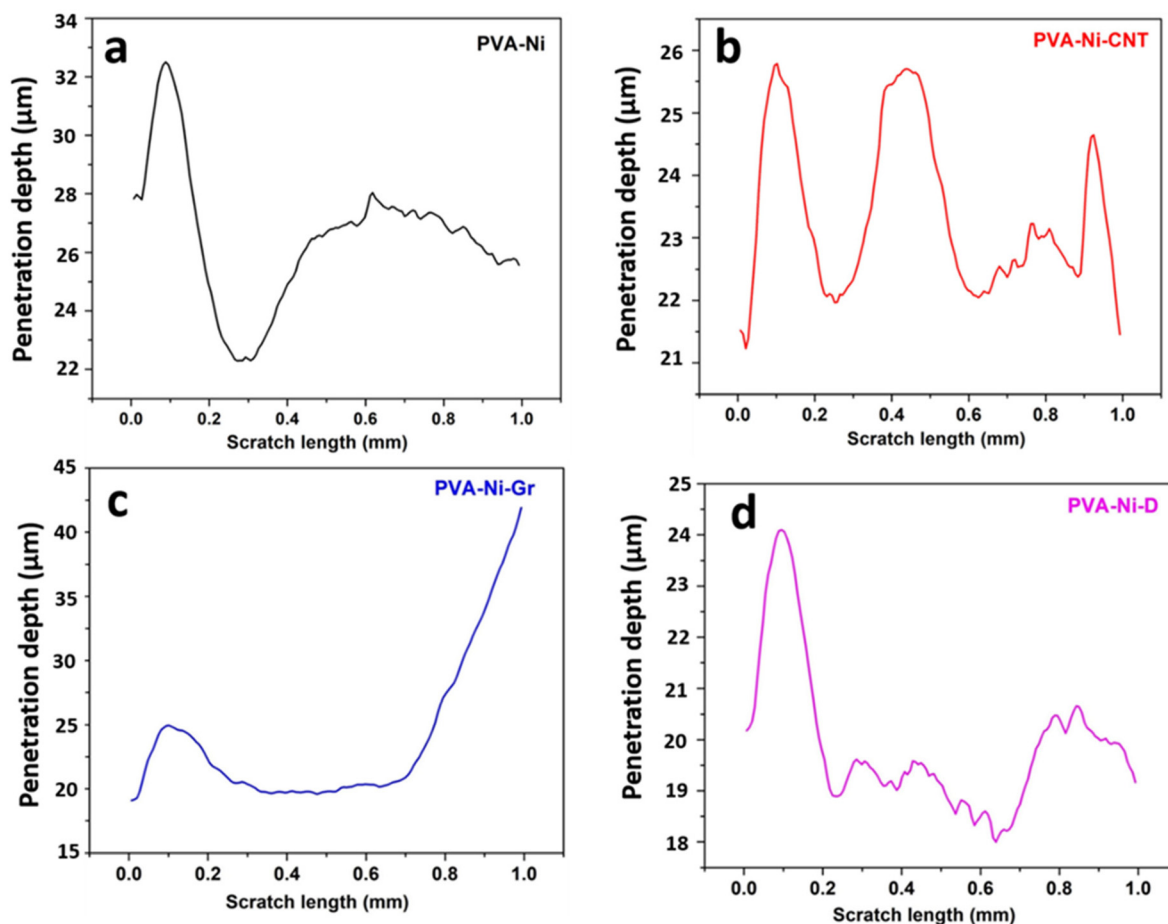 a
PVA-Ni
Penetration depth (µm)
34
32
30
28
26
24
22
0.0 0.2 0.4 0.6 0.8 1.0
Scratch length (mm)
b
PVA-Ni-CNT
Penetration depth (µm)
26
25
24
23
22
21
0.0 0.2 0.4 0.6 0.8 1.0
Scratch length (mm)
c
PVA-Ni-Gr
Penetration depth (µm)
45
40
35
30
25
20
15
0.0 0.2 0.4 0.6 0.8 1.0
Scratch length (mm)
d
PVA-Ni-D
Penetration depth (µm)
25
24
23
22
21
20
19
18
0.0 0.2 0.4 0.6 0.8 1.0
Scratch length (mm)